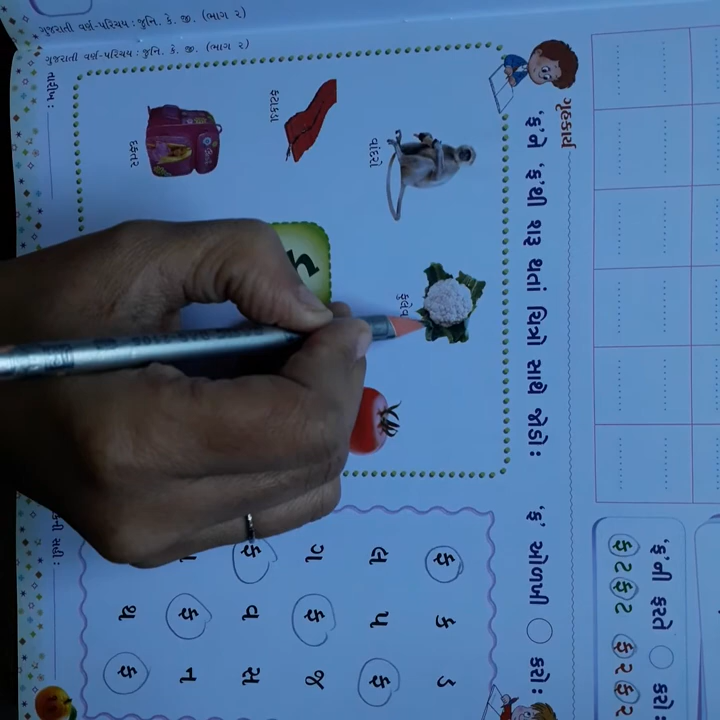 ગુજરાતી વર્ણ-પરિચય : જુનિ. કે. જી. (ભાગ ૨)
ગુજરાતી વર્ણ-પરિચય : જુનિ. કે. જી. (ભાગ ૨)
તારીખ :
ગૃહકાર્ય
'ફ'ને 'ફ'થી શરૂ થતાં ચિત્રો સાથે જોડો :
વાંદરો
ફટાકડા
દફતર
'ફ' ઓળખી કરો :
ફ ક ડ
લ પ ફ
ગ ફ જ
ફ વ સ
ફ ન
થ ફ
ની સહી :
'ફ'ની ફરતે કરો :
ફ ટ ફ ટ ફ ર ફ ર